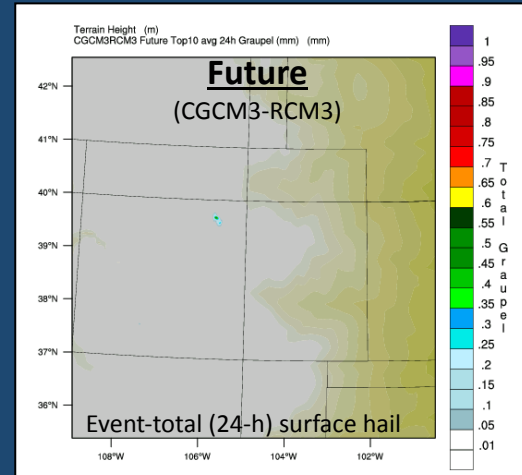 Terrain Height (m)
CGCM3RCM3 Future Top10 avg 24h Graupel (mm) (mm)
Future
(CGCM3-RCM3)
42°N
41°N
40°N
39°N
38°N
37°N
36°N
Event-total (24-h) surface hail
108°W
106°W
104°W
102°W
1
.95
.9
.85
.8
.75
.7
.65
.6
.55
.5
.45
.4
.35
.3
.25
.2
.15
.1
.05
.01
Total Graupel